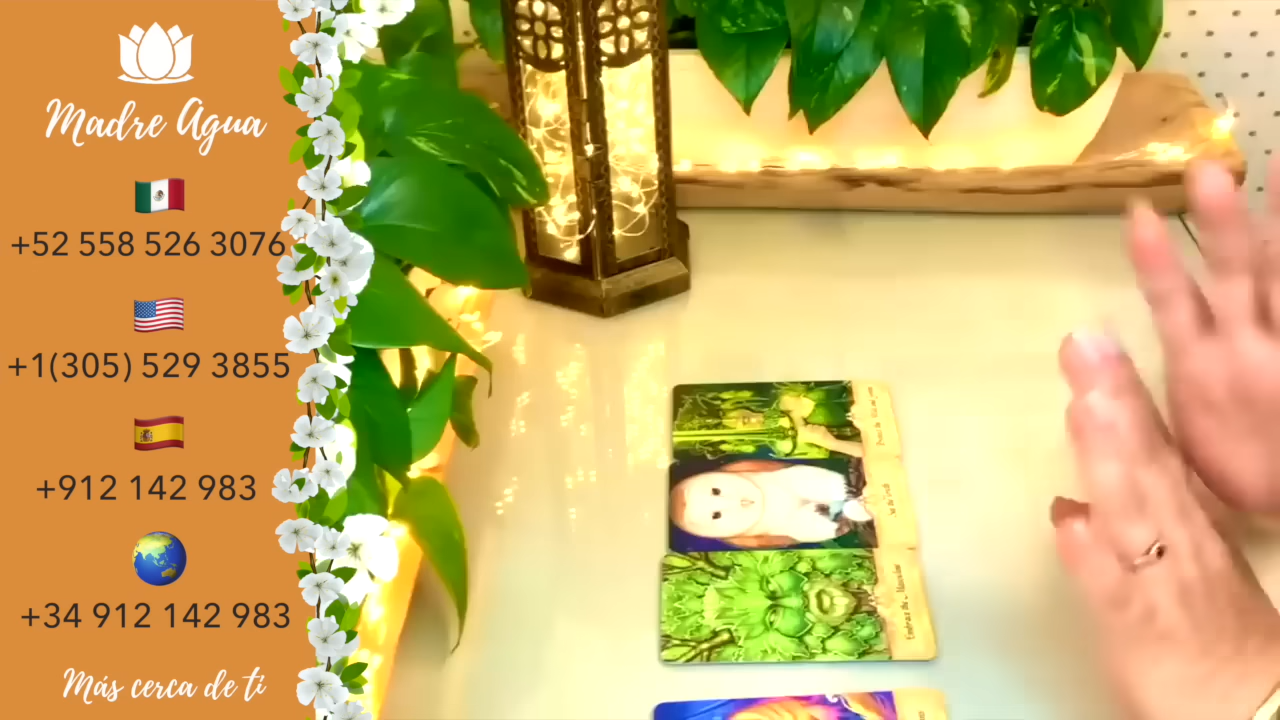 Madre Agua
+52 558 526 3076
+1(305) 529 3855
+912 142 983
+34 912 142 983
Más cerca de tí